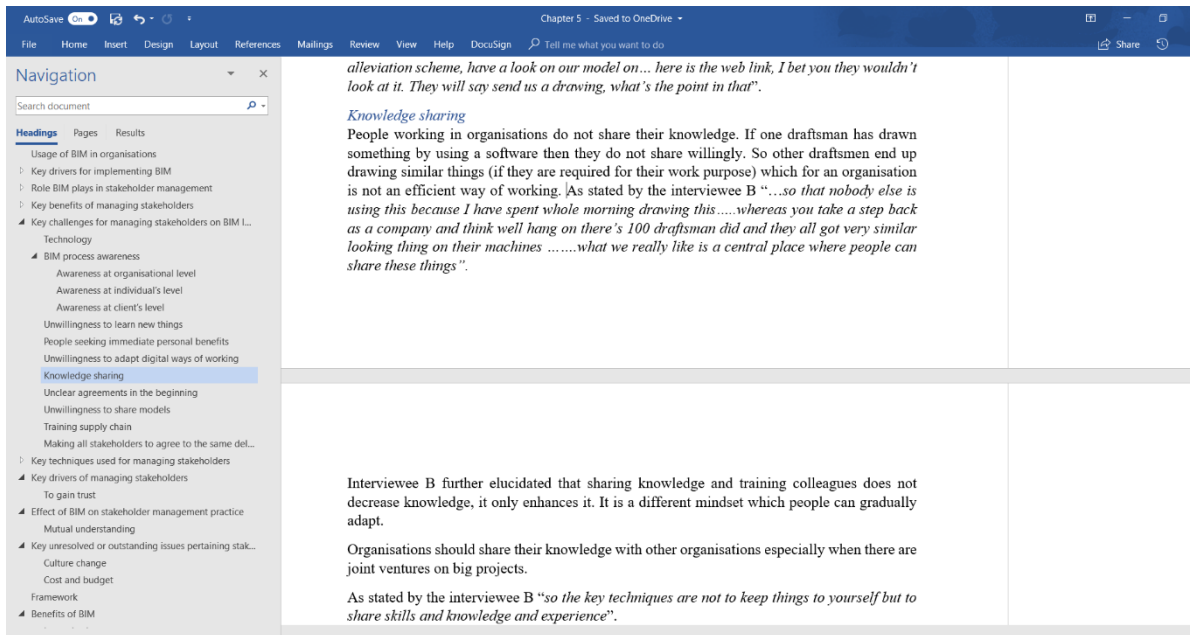 AutoSave On Chapter 5 - Saved to OneDrive
File Home Insert Design Layout References Mailings Review View Help DocuSign Tell me what you want to do Share
Navigation
Search document
Headings Pages Results
Usage of BIM in organisations
Key drivers for implementing BIM
Role BIM plays in stakeholder management
Key benefits of managing stakeholders
Key challenges for managing stakeholders on BIM I...
Technology
BIM process awareness
Awareness at organisational level
Awareness at individual's level
Awareness at client's level
Unwillingness to learn new things
People seeking immediate personal benefits
Unwillingness to adapt digital ways of working
Knowledge sharing
Unclear agreements in the beginning
Unwillingness to share models
Training supply chain
Making all stakeholders to agree to the same del...
Key techniques used for managing stakeholders
Key drivers of managing stakeholders
To gain trust
Effect of BIM on stakeholder management practice
Mutual understanding
Key unresolved or outstanding issues pertaining stak...
Culture change
Cost and budget
Framework
Benefits of BIM
alleviation scheme, have a look on our model on… here is the web link, I bet you they wouldn't
look at it. They will say send us a drawing, what's the point in that”.
Knowledge sharing
People working in organisations do not share their knowledge. If one draftsman has drawn
something by using a software then they do not share willingly. So other draftsmen end up
drawing similar things (if they are required for their work purpose) which for an organisation
is not an efficient way of working. As stated by the interviewee B “…so that nobody else is
using this because I have spent whole morning drawing this…..whereas you take a step back
as a company and think well hang on there's 100 draftsman did and they all got very similar
looking thing on their machines …….what we really like is a central place where people can
share these things”.
Interviewee B further elucidated that sharing knowledge and training colleagues does not
decrease knowledge, it only enhances it. It is a different mindset which people can gradually
adapt.
Organisations should share their knowledge with other organisations especially when there are
joint ventures on big projects.
As stated by the interviewee B “so the key techniques are not to keep things to yourself but to
share skills and knowledge and experience”.